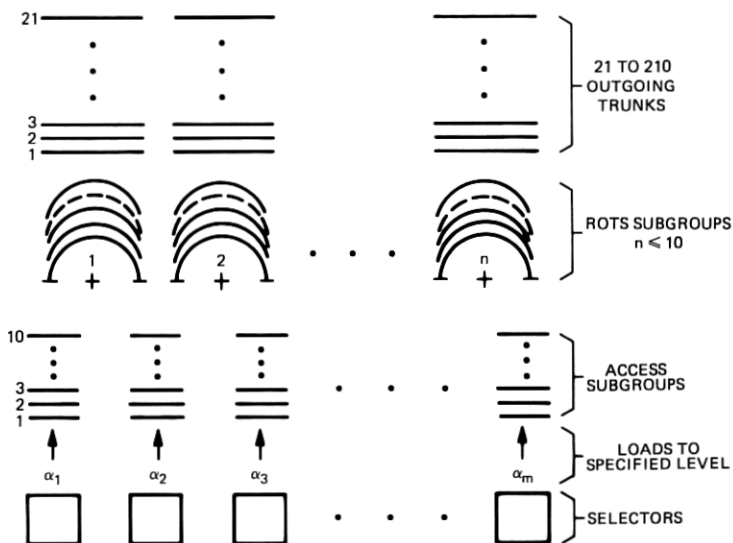 21
3
2
1
21 TO 210
OUTGOING
TRUNKS
1
2
n
ROTS SUBGROUPS
n ≤ 10
10
3
2
1
ACCESS
SUBGROUPS
α1
α2
α3
αm
LOADS TO
SPECIFIED LEVEL
SELECTORS